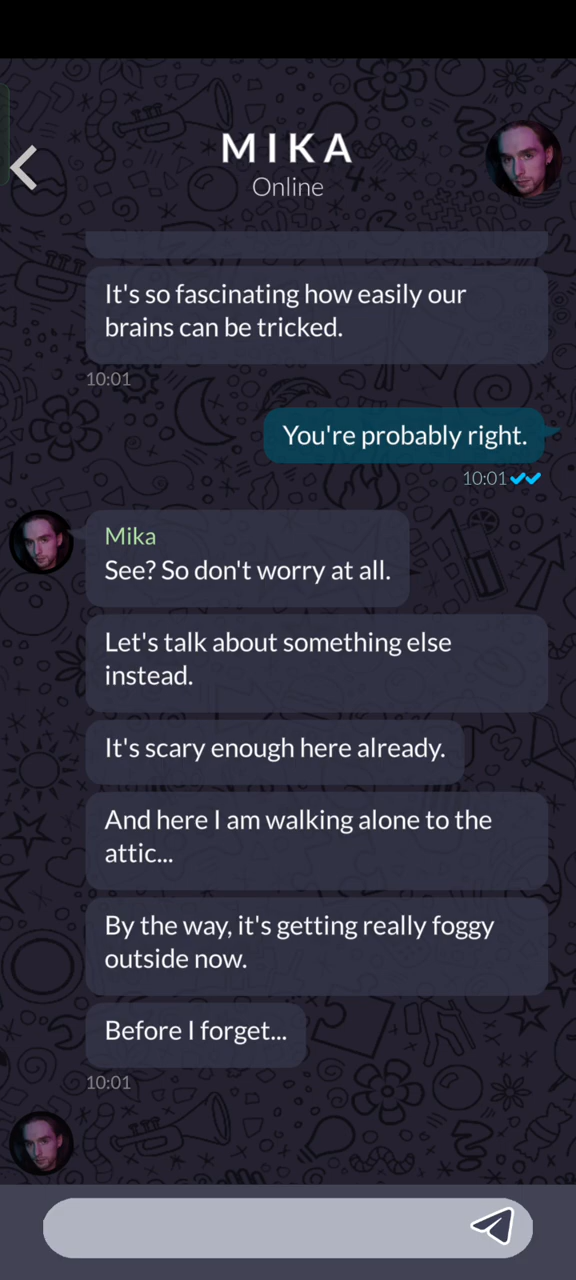 MIKA
Online
It's so fascinating how easily our
brains can be tricked.
10:01
You're probably right.
10:01
Mika
See? So don't worry at all.
Let's talk about something else
instead.
It's scary enough here already.
And here I am walking alone to the
attic...
By the way, it's getting really foggy
outside now.
Before I forget...
10:01